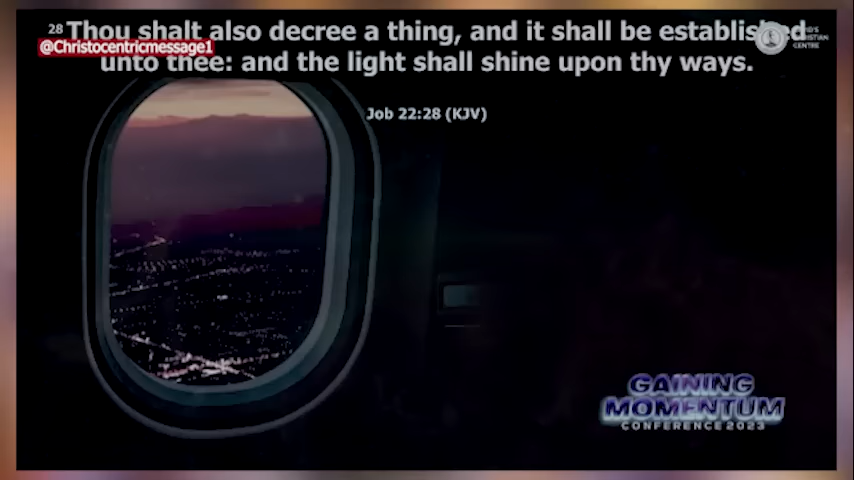 28 Thou shalt also decree a thing, and it shall be established
@Christocentricmessage1
unto thee: and the light shall shine upon thy ways.
Job 22:28 (KJV)
GAINING
MOMENTUM
CONFERENCE 2023
CENTRE